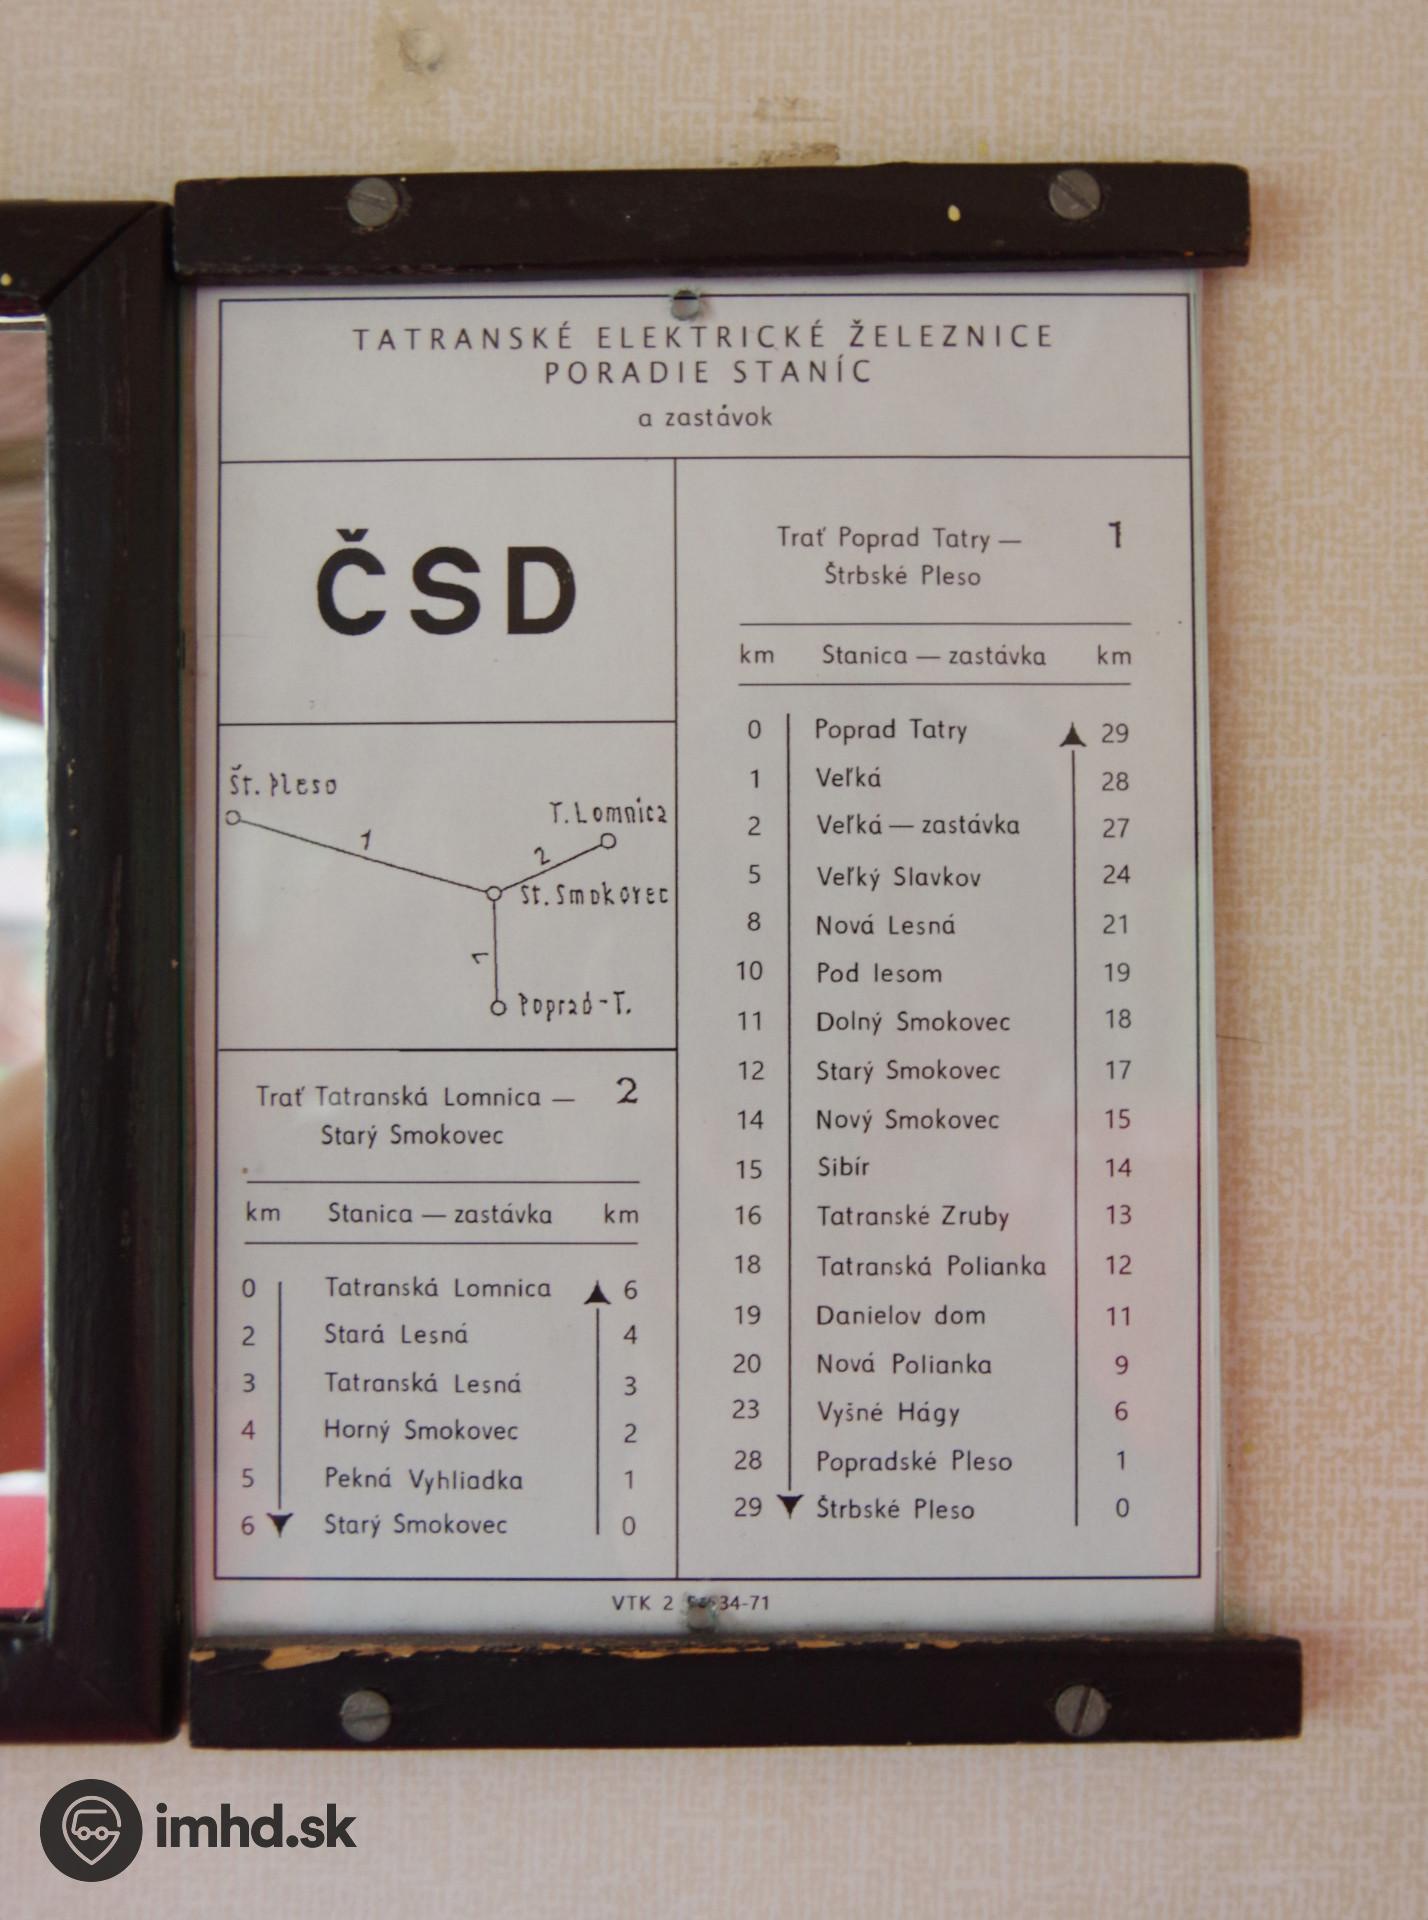 TATRANSKÉ ELEKTRICKÉ ŽELEZNICE
PORADIE STANÍC
a zastávok
ČSD
Št. Pleso
1
T. Lomnica
2
St. Smokovec
1
Poprad-T.
Trať Tatranská Lomnica — 2
Starý Smokovec
km Stanica — zastávka km
0 Tatranská Lomnica 6
2 Stará Lesná 4
3 Tatranská Lesná 3
4 Horný Smokovec 2
5 Pekná Vyhliadka 1
6 Starý Smokovec 0
Trať Poprad Tatry — 1
Štrbské Pleso
km Stanica — zastávka km
0 Poprad Tatry 29
1 Veľká 28
2 Veľká — zastávka 27
5 Veľký Slavkov 24
8 Nová Lesná 21
10 Pod lesom 19
11 Dolný Smokovec 18
12 Starý Smokovec 17
14 Nový Smokovec 15
15 Sibír 14
16 Tatranské Zruby 13
18 Tatranská Polianka 12
19 Danielov dom 11
20 Nová Polianka 9
23 Vyšné Hágy 6
28 Popradské Pleso 1
29 Štrbské Pleso 0
VTK 2
imhd.sk